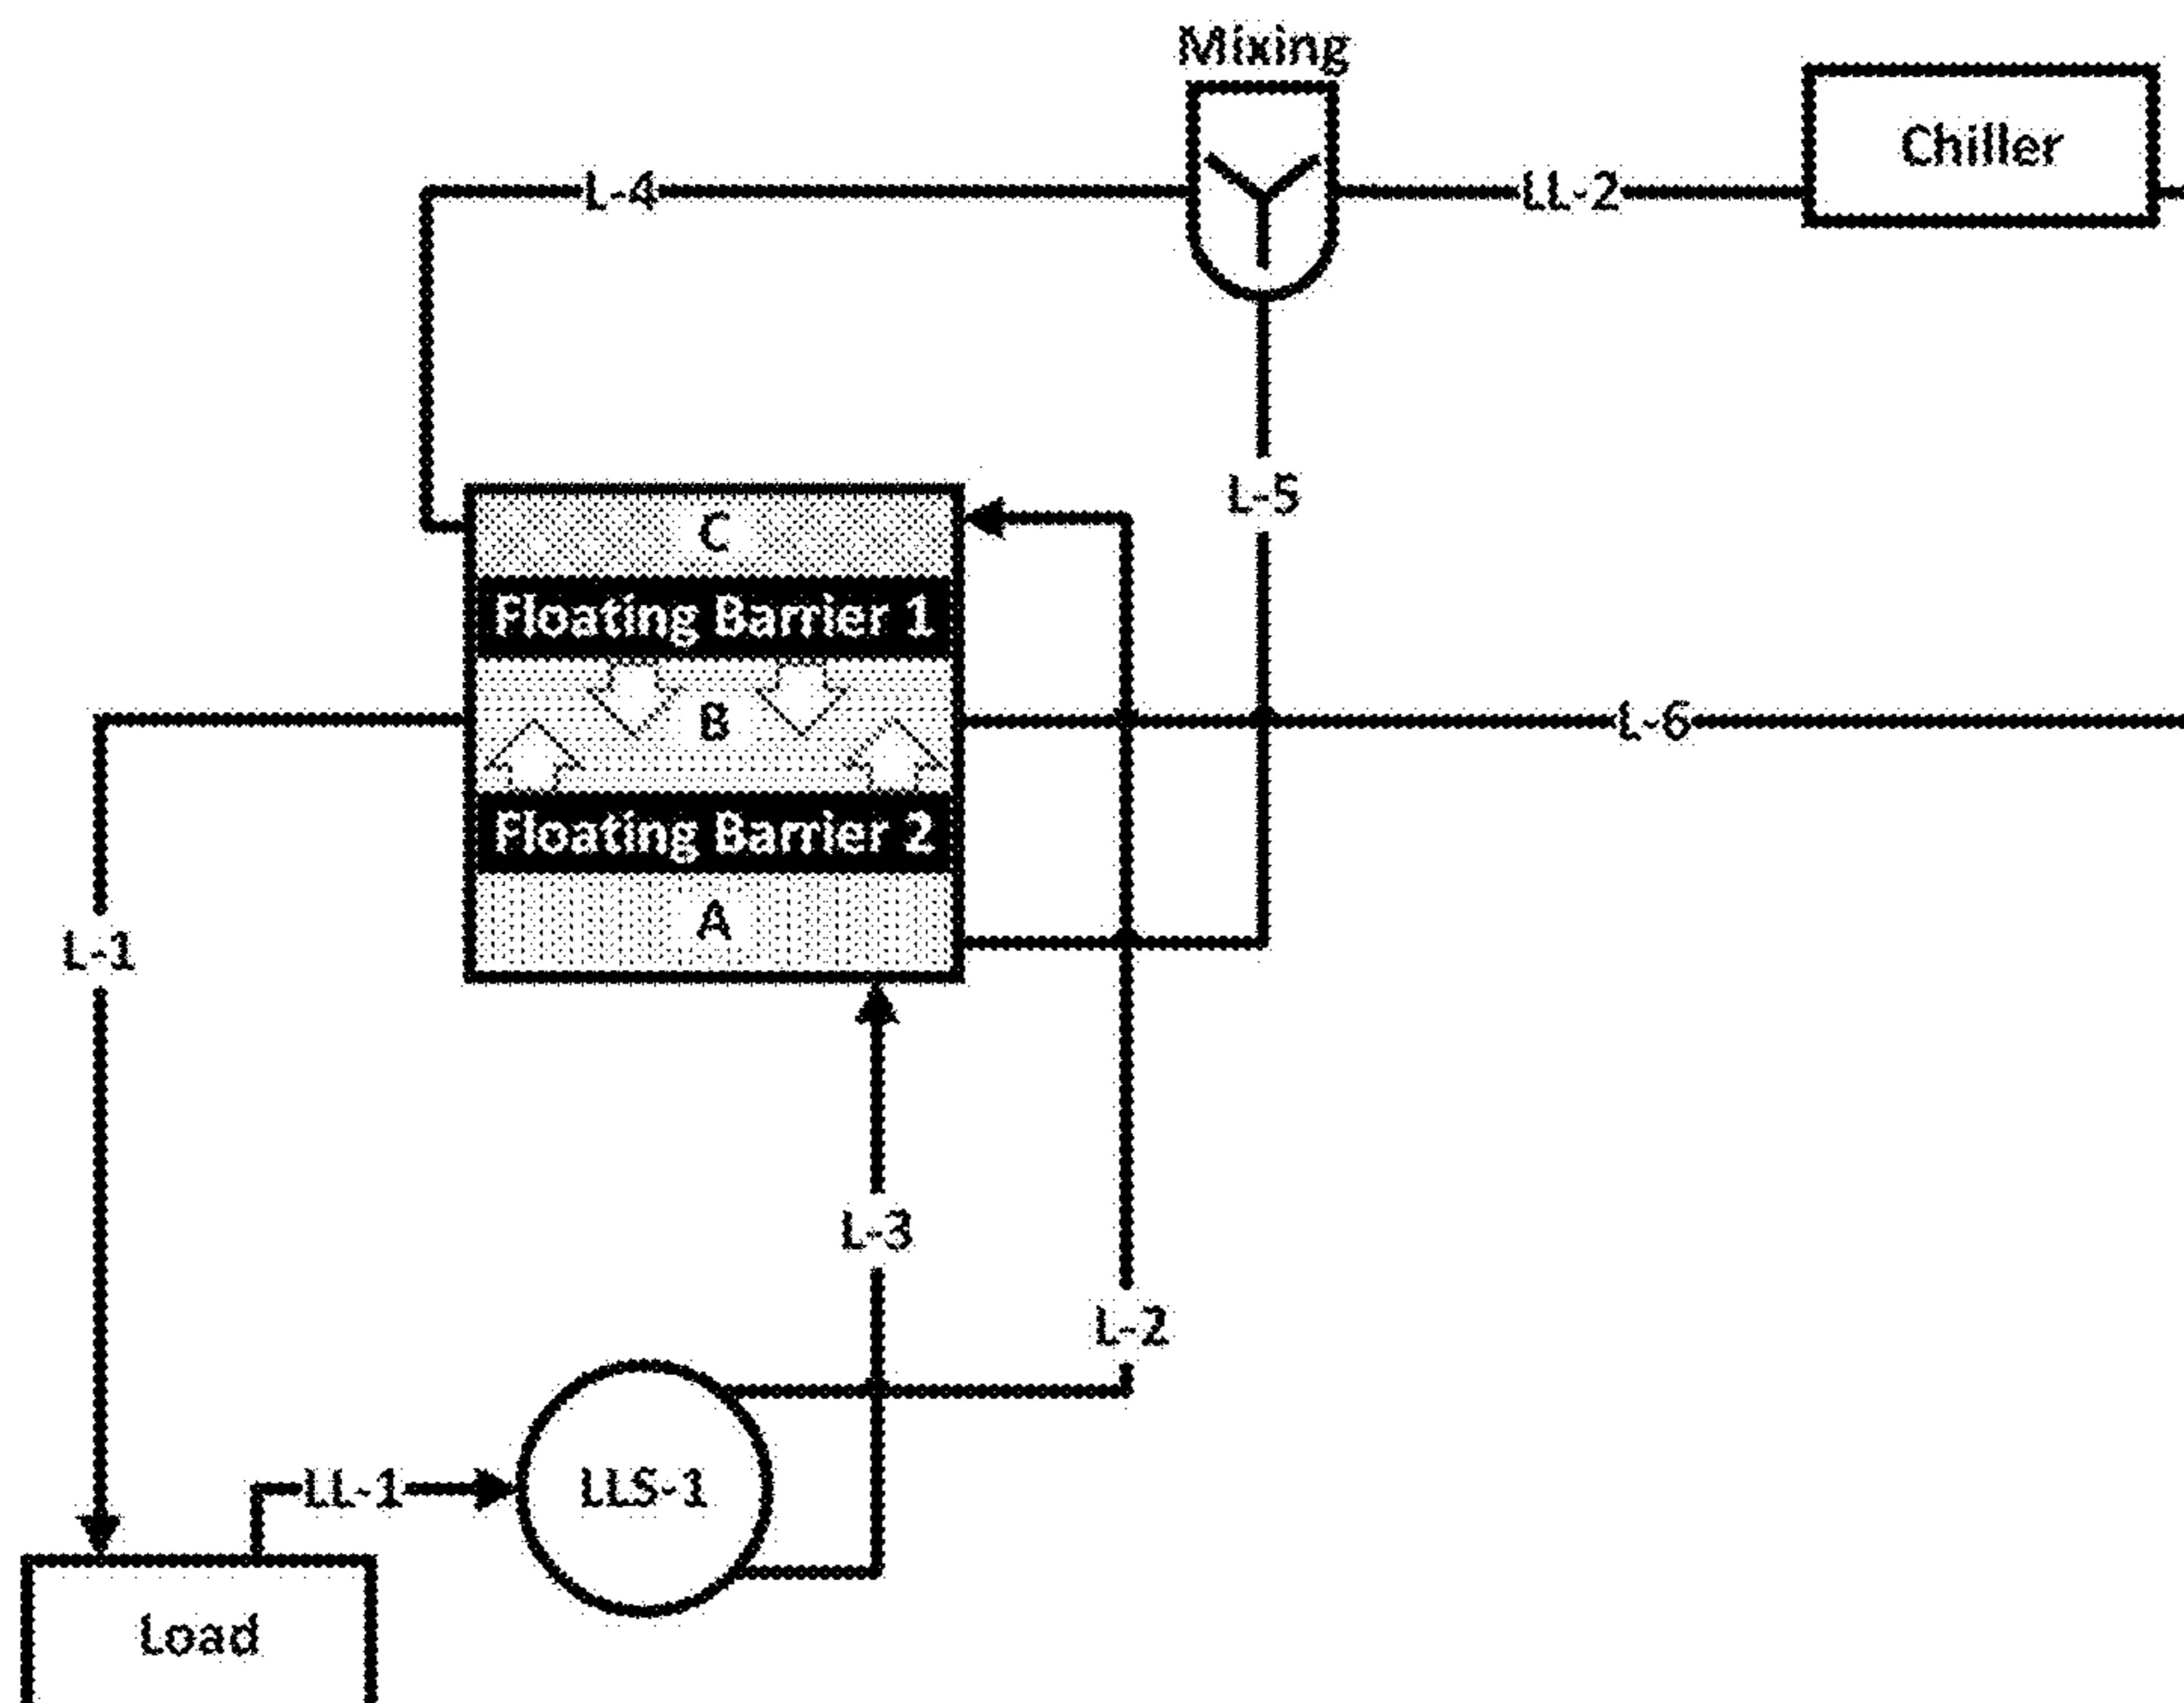 Mixing
Chiller
L-4
LL-2
L-5
C
Floating Barrier 1
B
L-6
Floating Barrier 2
A
L-1
L-3
L-2
LL-1
LLS-1
Load